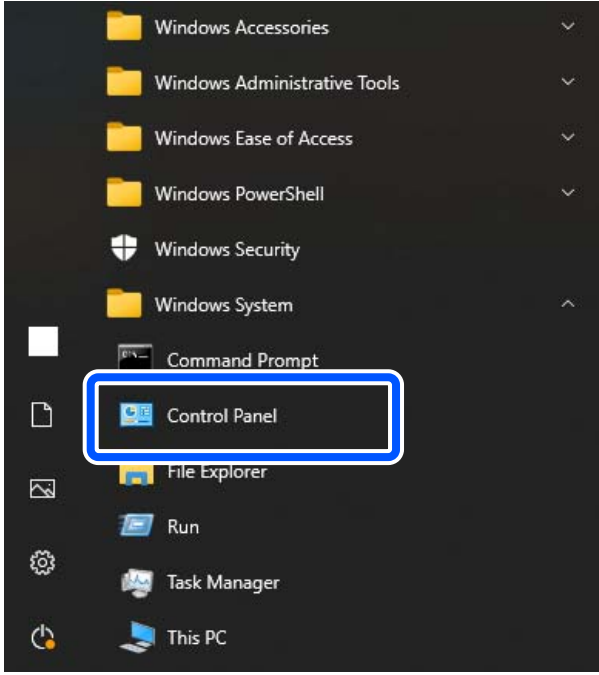 Windows Accessories
Windows Administrative Tools
Windows Ease of Access
Windows PowerShell
Windows Security
Windows System
Command Prompt
Control Panel
File Explorer
Run
Task Manager
This PC